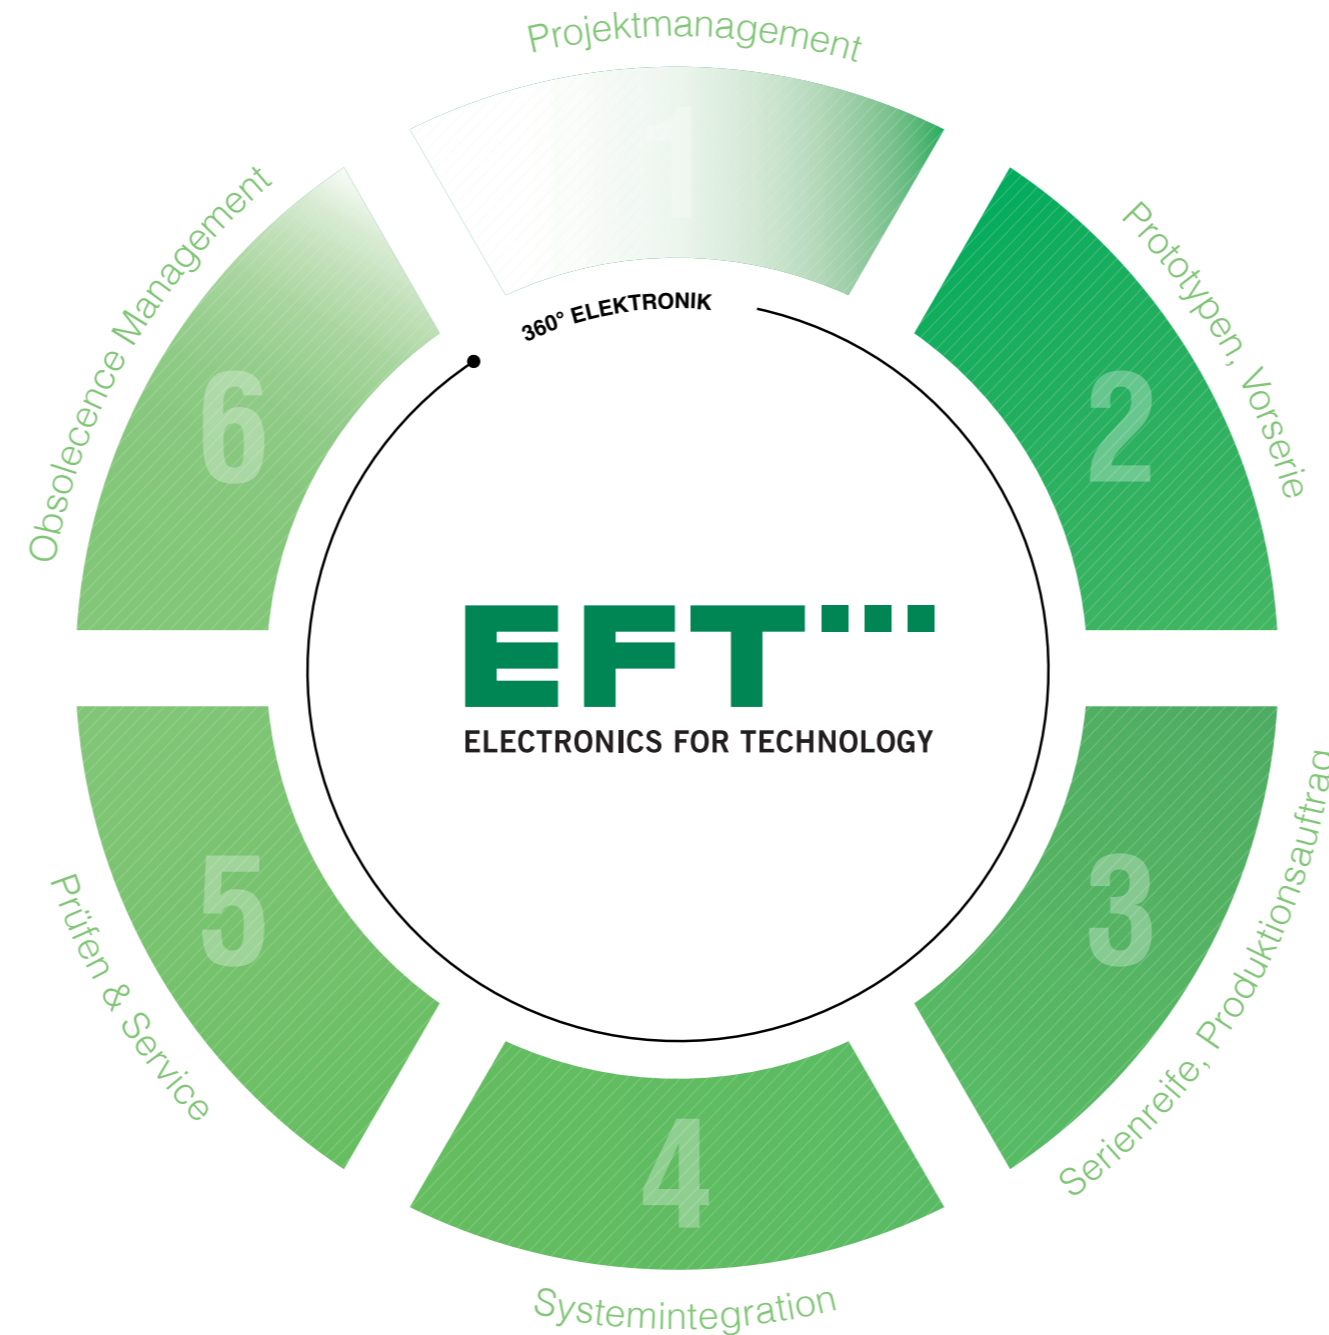 Projektmanagement
1
Prototypen, Vorserie
2
Serienreife, Produktionsauftrag
3
Systemintegration
4
Prüfen & Service
5
Obsolecence Management
6
360° ELEKTRONIK
EFT
ELECTRONICS FOR TECHNOLOGY